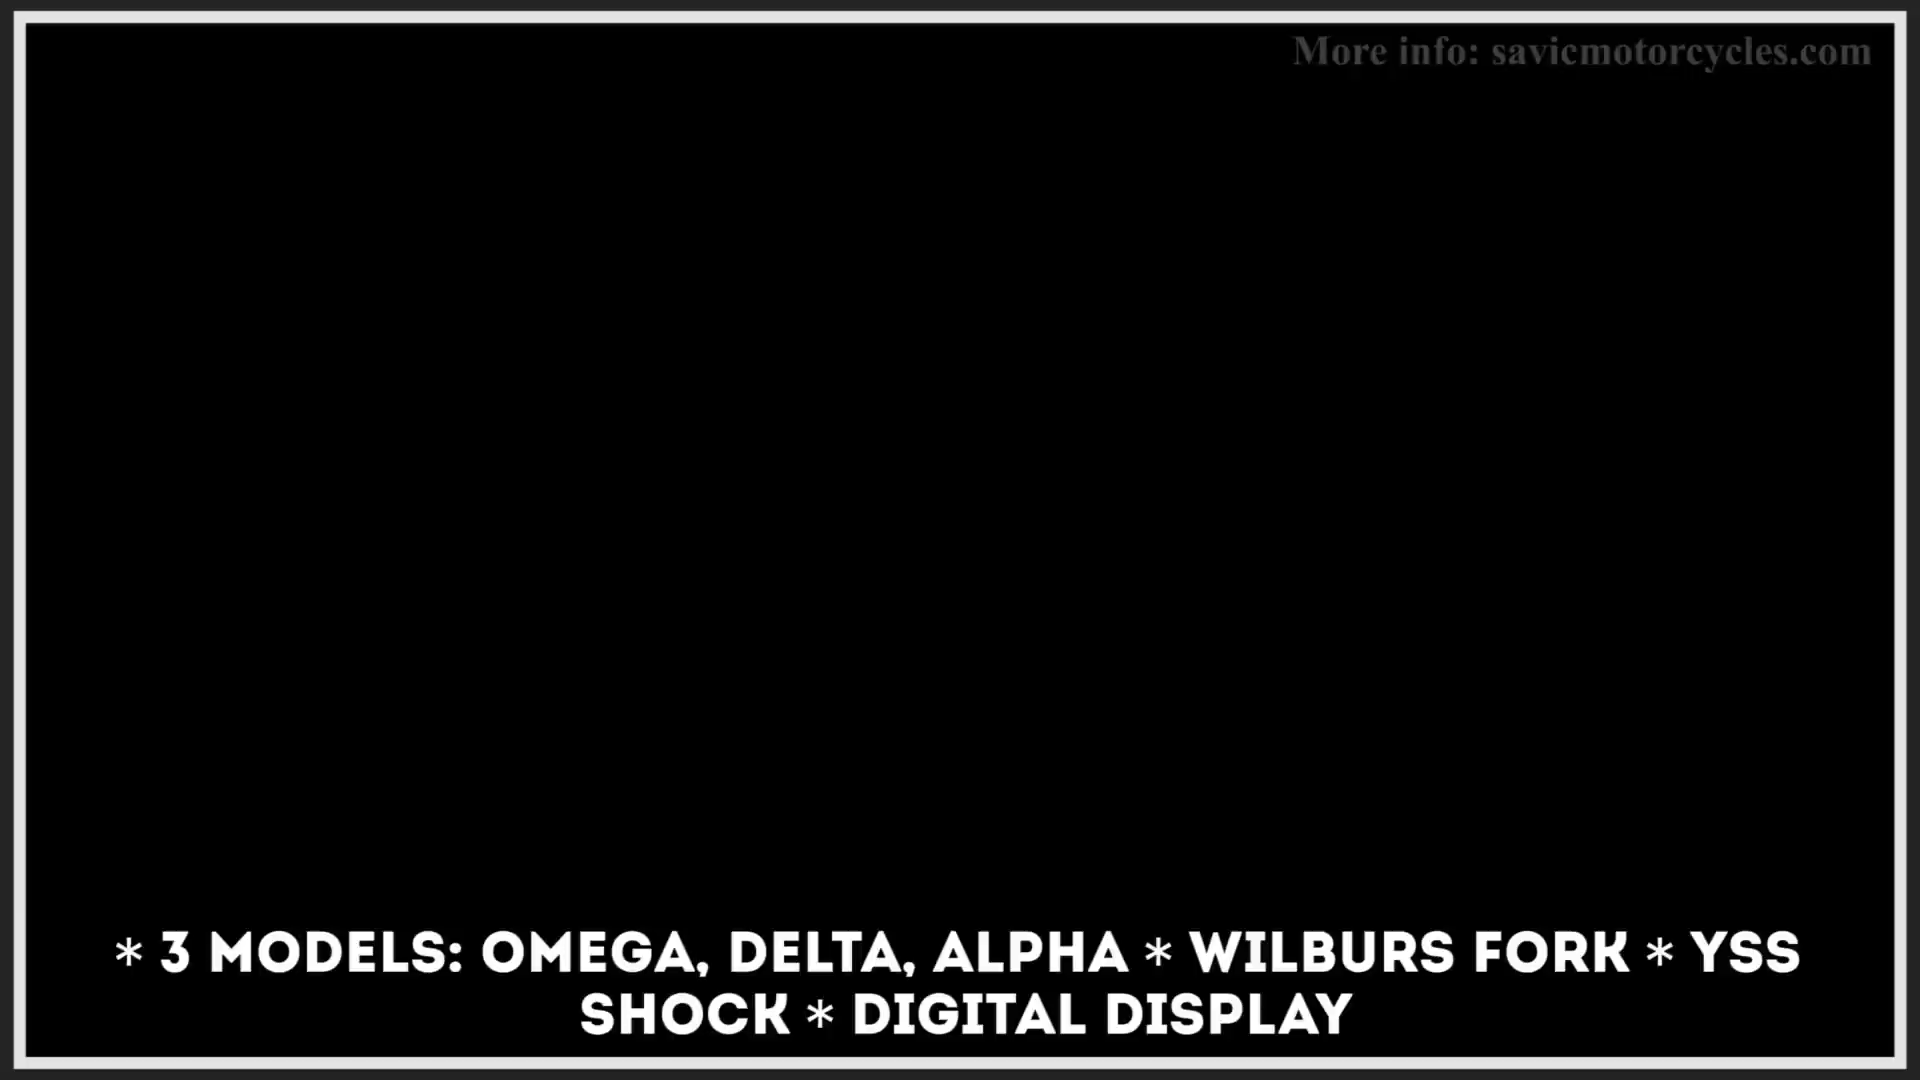 More info: savicmotorcycles.com
* 3 MODELS: OMEGA, DELTA, ALPHA * WILBURS FORK * YSS
SHOCK * DIGITAL DISPLAY